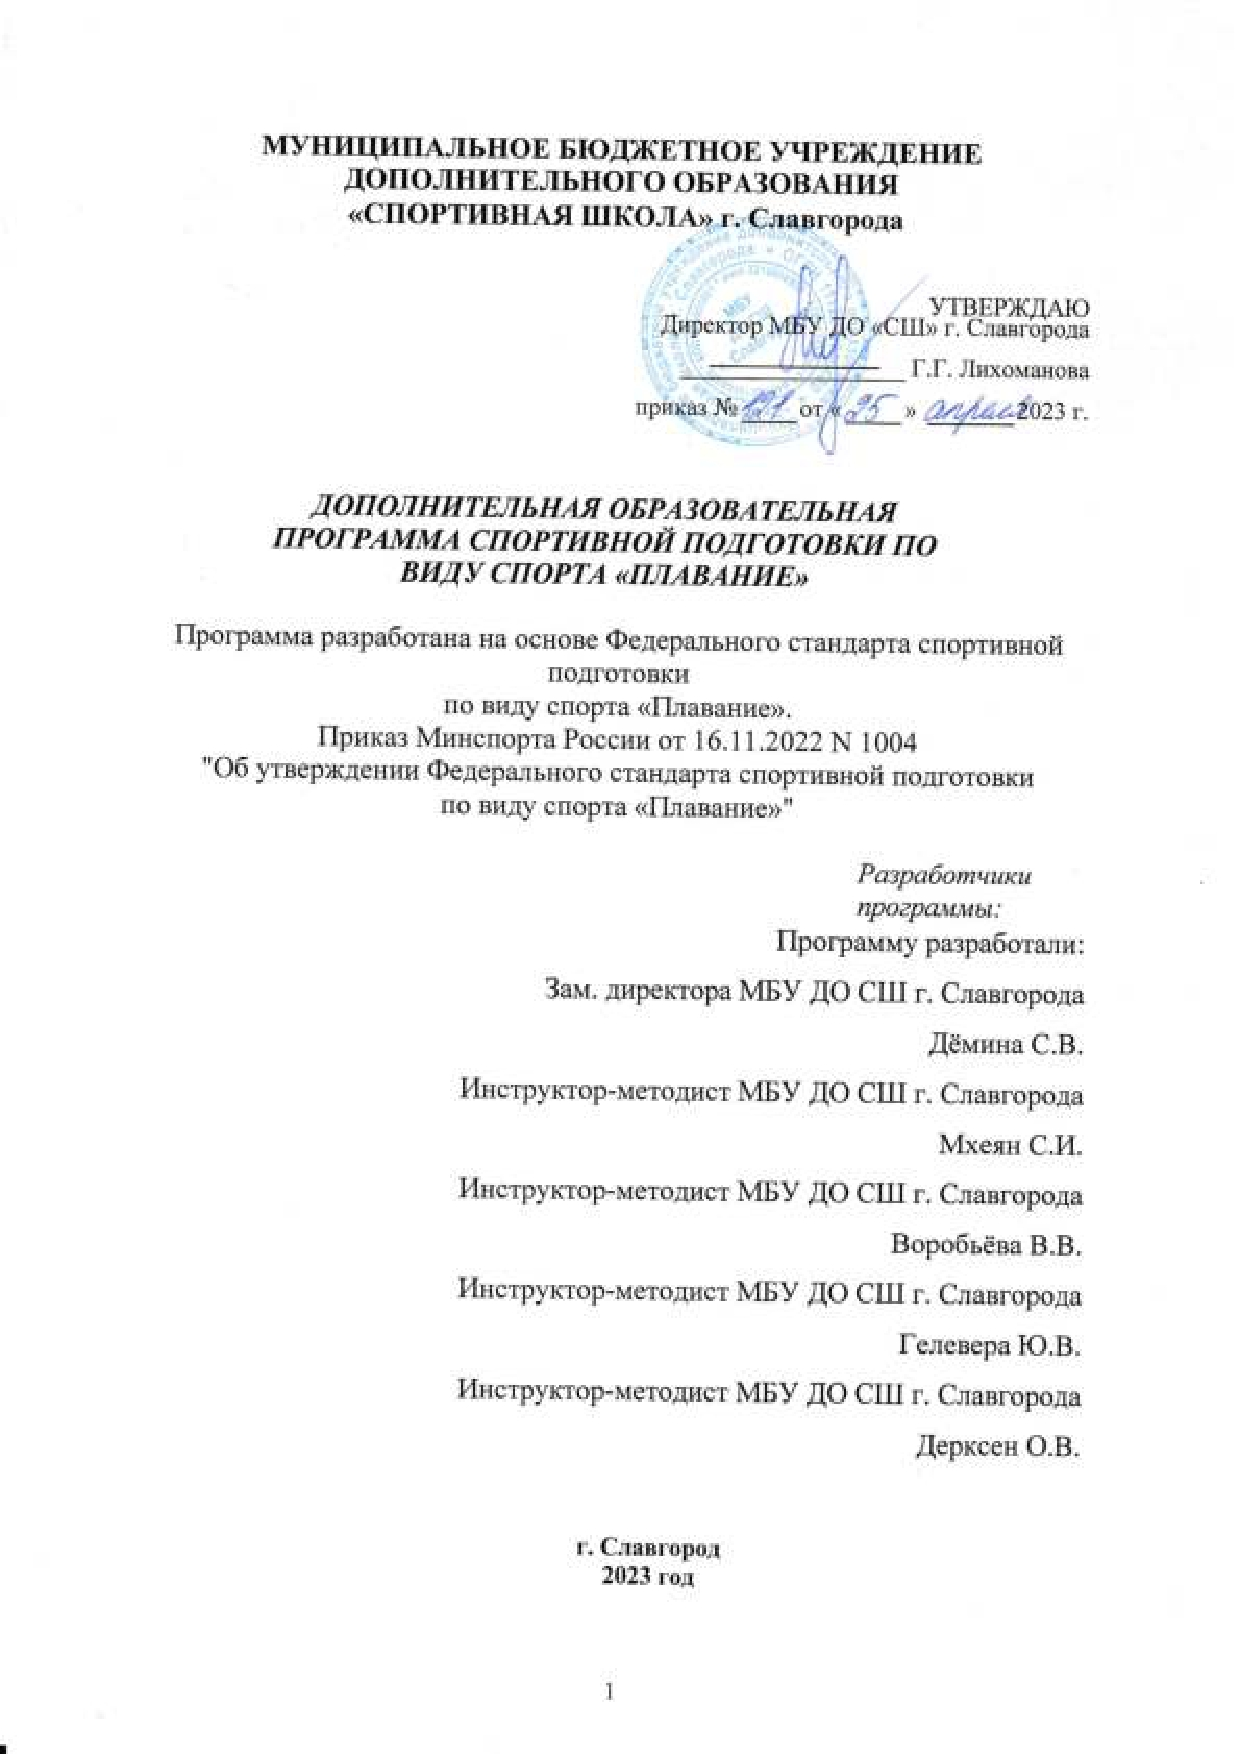 МУНИЦИПАЛЬНОЕ БЮДЖЕТНОЕ УЧРЕЖДЕНИЕ
ДОПОЛНИТЕЛЬНОГО ОБРАЗОВАНИЯ
«СПОРТИВНАЯ ШКОЛА» г. Славгорода
УТВЕРЖДАЮ
Директор МБУ ДО «СШ» г. Славгорода
Г.Г. Лихоманова
приказ № 121 от « 25 » апреля 2023 г.
ДОПОЛНИТЕЛЬНАЯ ОБРАЗОВАТЕЛЬНАЯ
ПРОГРАММА СПОРТИВНОЙ ПОДГОТОВКИ ПО
ВИДУ СПОРТА «ПЛАВАНИЕ»
Программа разработана на основе Федерального стандарта спортивной
подготовки
по виду спорта «Плавание».
Приказ Минспорта России от 16.11.2022 N 1004
"Об утверждении Федерального стандарта спортивной подготовки
по виду спорта «Плавание»"
Разработчики
программы:
Программу разработали:
Зам. директора МБУ ДО СШ г. Славгорода
Дёмина С.В.
Инструктор-методист МБУ ДО СШ г. Славгорода
Мхеян С.И.
Инструктор-методист МБУ ДО СШ г. Славгорода
Воробьёва В.В.
Инструктор-методист МБУ ДО СШ г. Славгорода
Гелевера Ю.В.
Инструктор-методист МБУ ДО СШ г. Славгорода
Дерксен О.В.
г. Славгород
2023 год
1